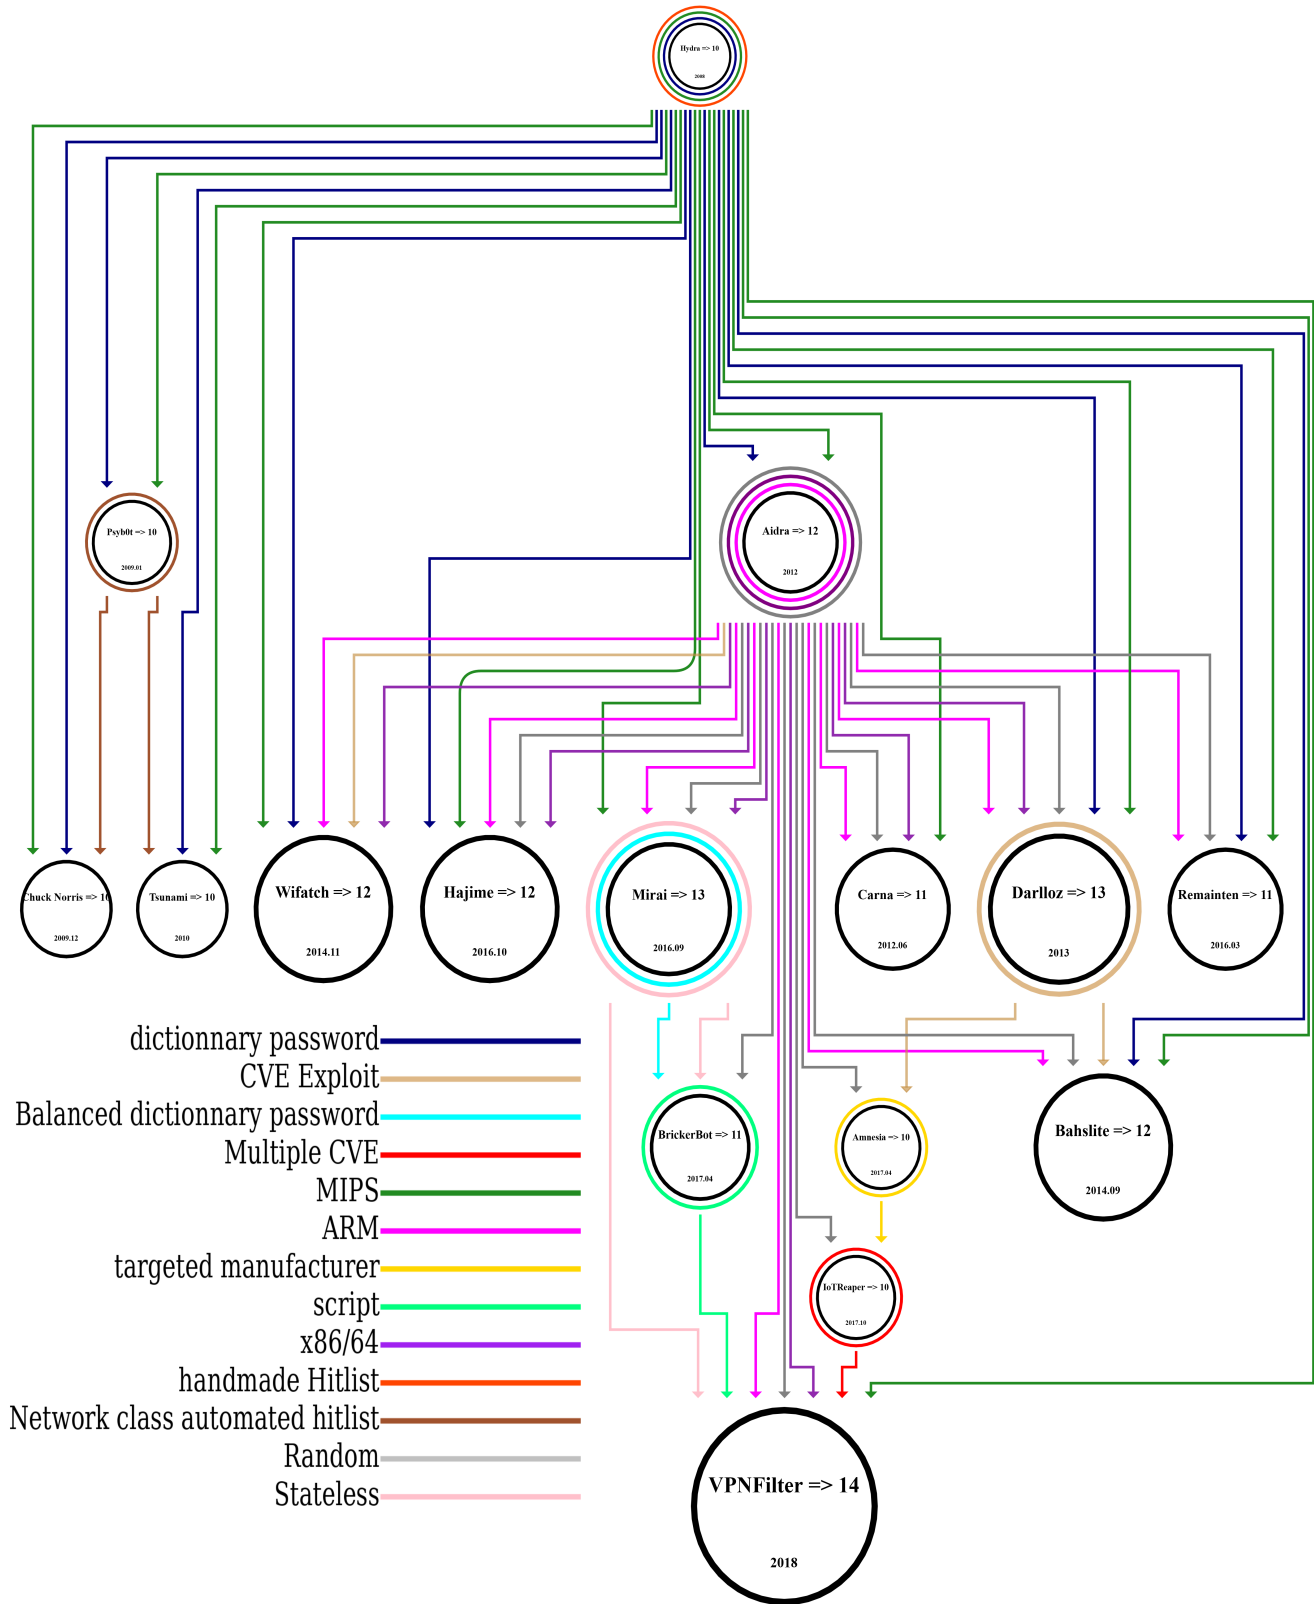 Hydra => 10
2008
Psyb0t => 10
2009.01
Aidra => 12
2012
Chuck Norris => 10
2009.12
Tsunami => 10
2010
Wifatch => 12
2014.11
Hajime => 12
2016.10
Mirai => 13
2016.09
Carna => 11
2012.06
Darlloz => 13
2013
Remainten => 11
2016.03
BrickerBot => 11
2017.04
Amnesia => 10
2017.04
Bahslite => 12
2014.09
IoTReaper => 10
2017.10
VPNFilter => 14
2018
dictionnary password
CVE Exploit
Balanced dictionnary password
Multiple CVE
MIPS
ARM
targeted manufacturer
script
x86/64
handmade Hitlist
Network class automated hitlist
Random
Stateless